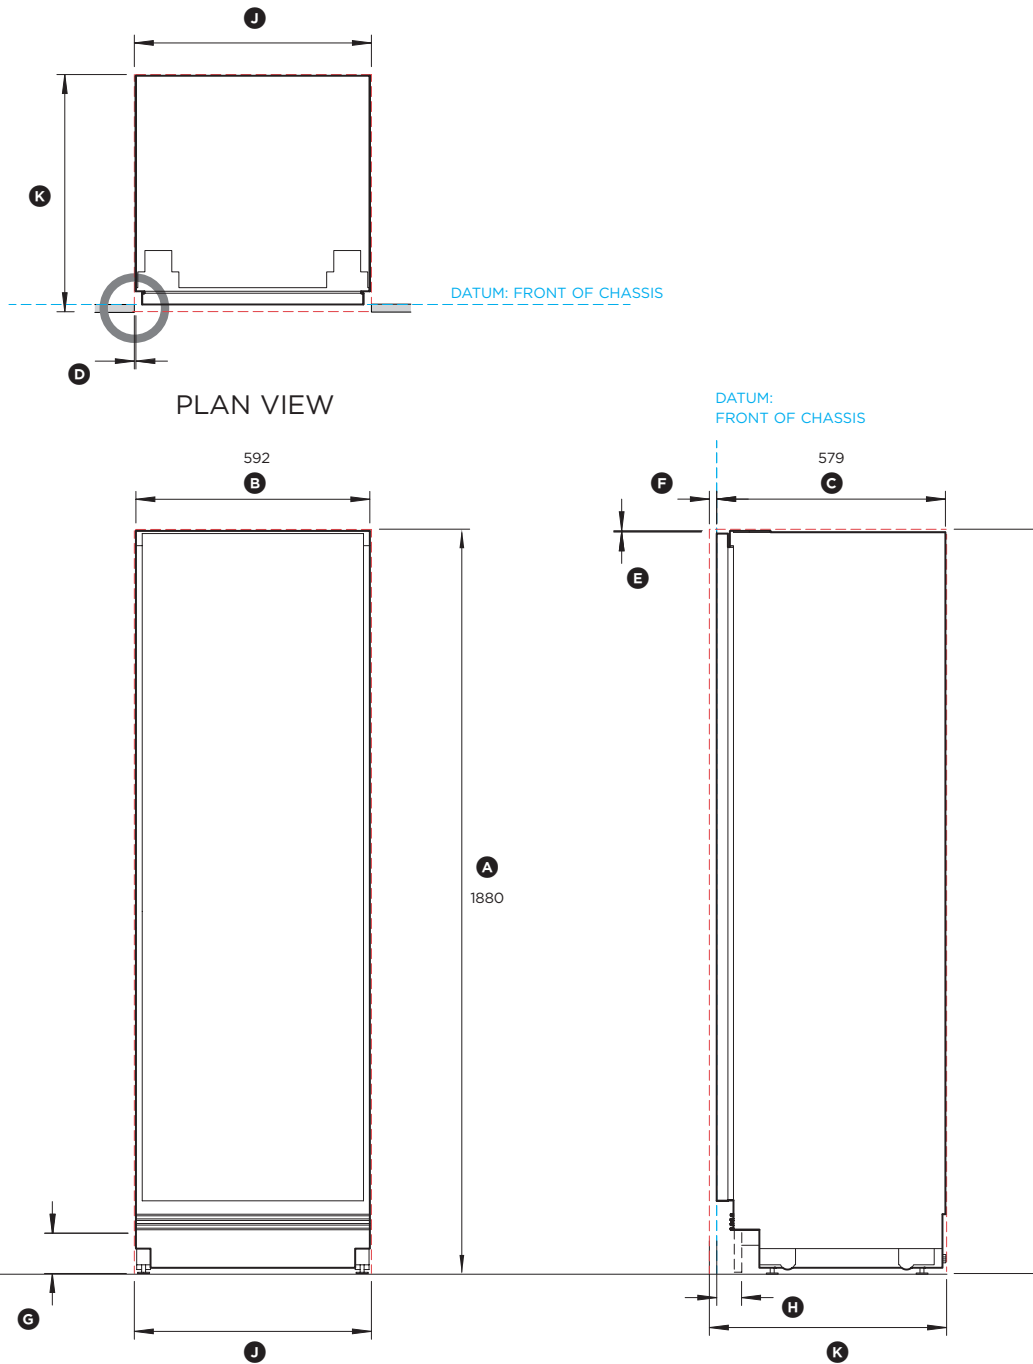 J
K
DATUM: FRONT OF CHASSIS
D
PLAN VIEW
DATUM:
FRONT OF CHASSIS
592
B
579
F
C
E
A
1880
G
H
J
K